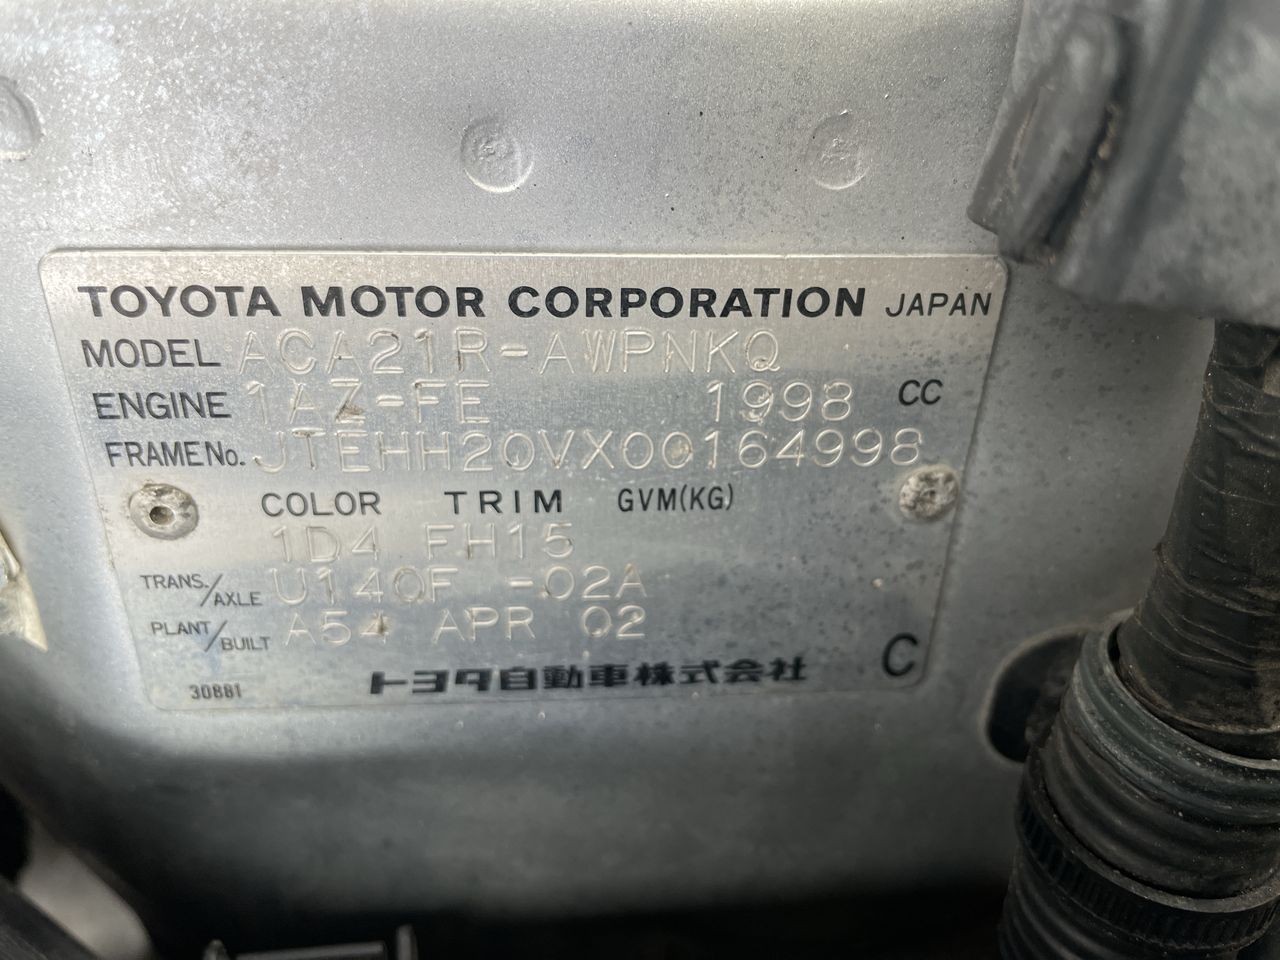 TOYOTA MOTOR CORPORATION JAPAN
MODEL ACA21R-AWPNKQ
ENGINE 1AZ-FE 1998 CC
FRAME No. JTEHH20VX00164998
COLOR TRIM GVM(KG)
1D4 FH15
TRANS./AXLE U140F -02A
PLANT/BUILT A54 APR 02
30881 トヨタ自動車株式会社 C